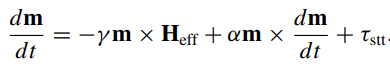 dm/dt = −γm × H_eff + αm × dm/dt + τ_stt.